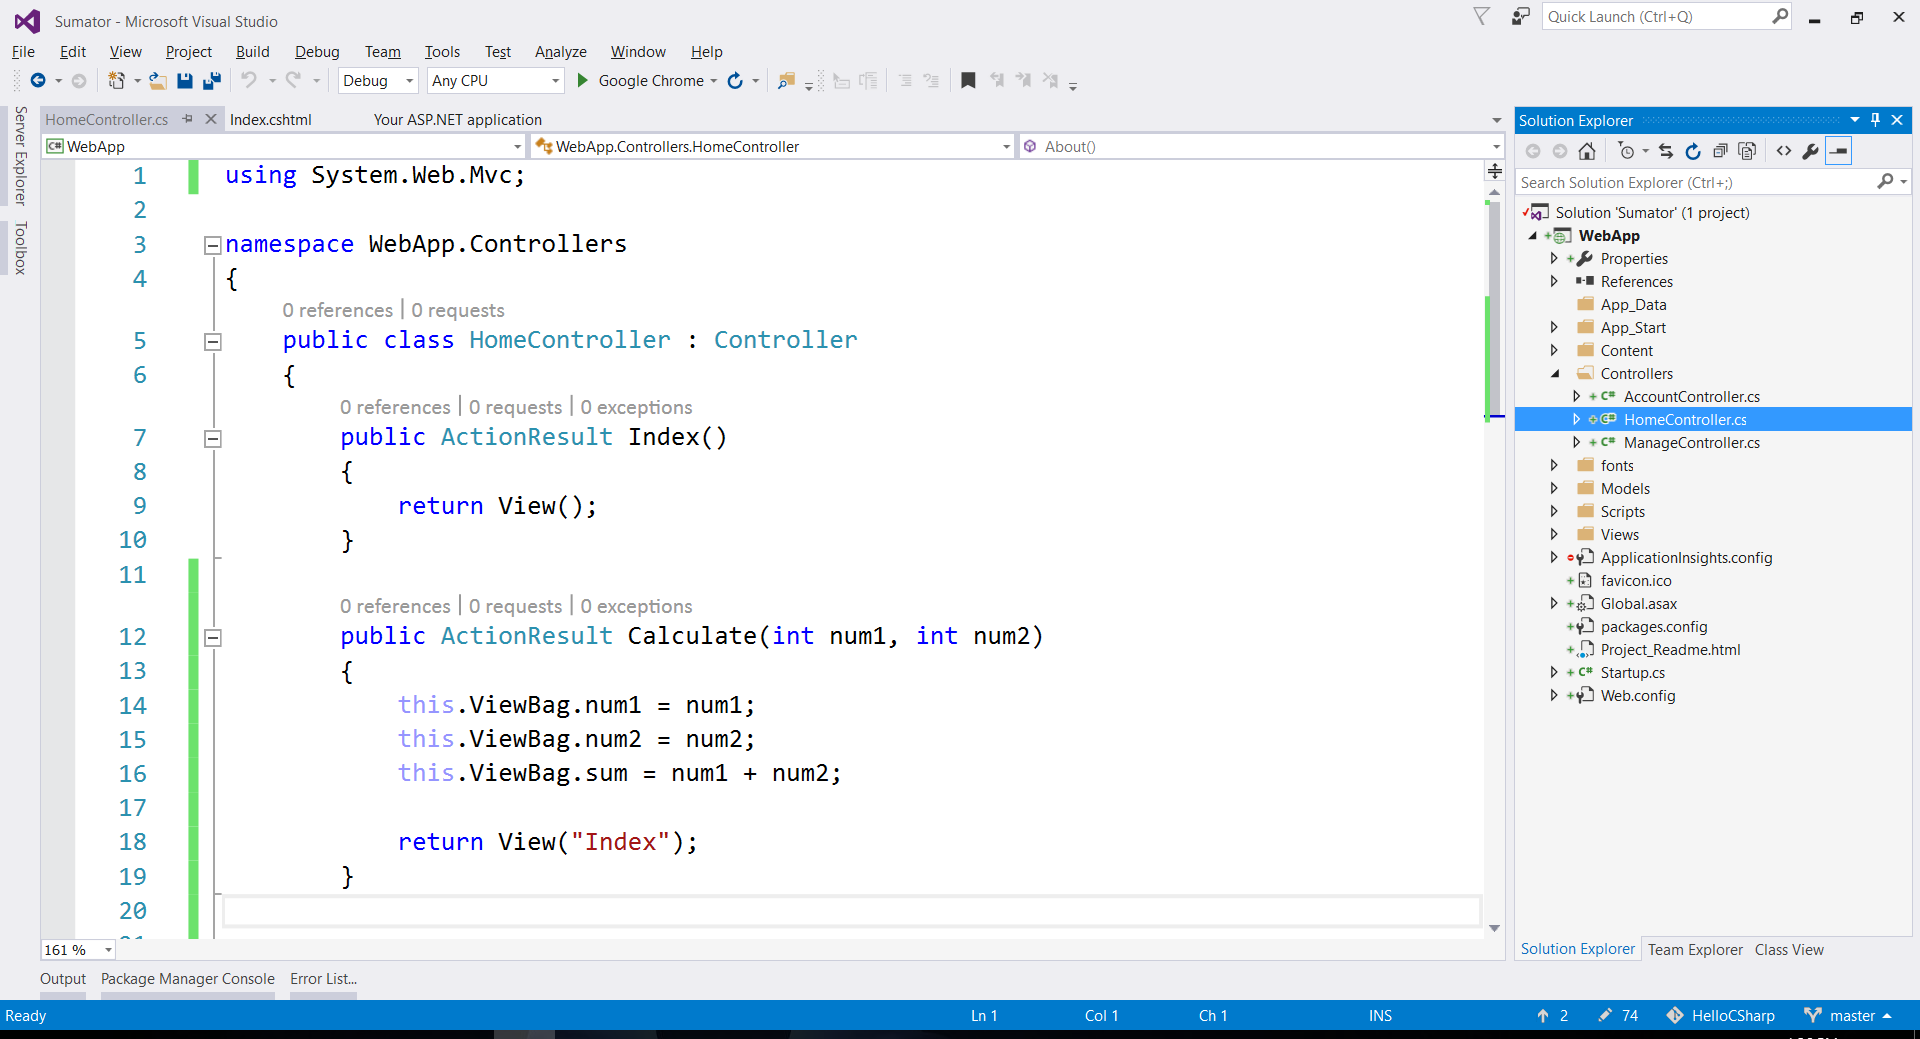 Sumator - Microsoft Visual Studio
Quick Launch (Ctrl+Q)
File Edit View Project Build Debug Team Tools Test Analyze Window Help
Debug Any CPU Google Chrome
Server Explorer
Toolbox
HomeController.cs Index.cshtml Your ASP.NET application
WebApp WebApp.Controllers.HomeController About()
1 using System.Web.Mvc;
2
3 namespace WebApp.Controllers
4 {
0 references | 0 requests
5 public class HomeController : Controller
6 {
0 references | 0 requests | 0 exceptions
7 public ActionResult Index()
8 {
9 return View();
10 }
11
0 references | 0 requests | 0 exceptions
12 public ActionResult Calculate(int num1, int num2)
13 {
14 this.ViewBag.num1 = num1;
15 this.ViewBag.num2 = num2;
16 this.ViewBag.sum = num1 + num2;
17
18 return View("Index");
19 }
20
161 %
Solution Explorer
Search Solution Explorer (Ctrl+;)
Solution 'Sumator' (1 project)
WebApp
Properties
References
App_Data
App_Start
Content
Controllers
C# AccountController.cs
C# HomeController.cs
C# ManageController.cs
fonts
Models
Scripts
Views
ApplicationInsights.config
favicon.ico
Global.asax
packages.config
Project_Readme.html
C# Startup.cs
Web.config
Solution Explorer Team Explorer Class View
Output Package Manager Console Error List...
Ready Ln 1 Col 1 Ch 1 INS 2 74 HelloCSharp master